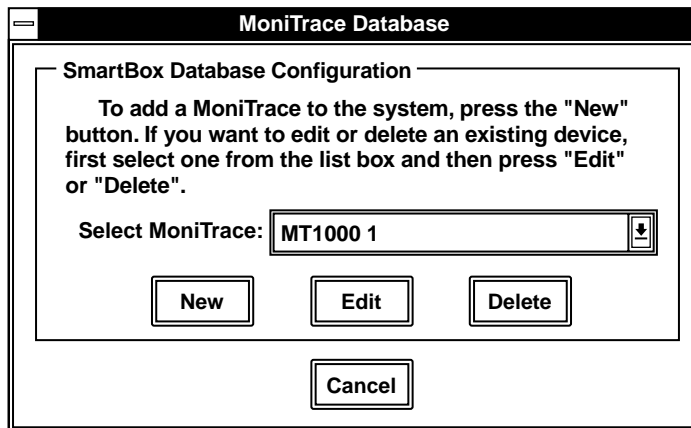 MoniTrace Database
SmartBox Database Configuration
To add a MoniTrace to the system, press the "New"
button. If you want to edit or delete an existing device,
first select one from the list box and then press "Edit"
or "Delete".
Select MoniTrace: MT1000 1
New Edit Delete
Cancel